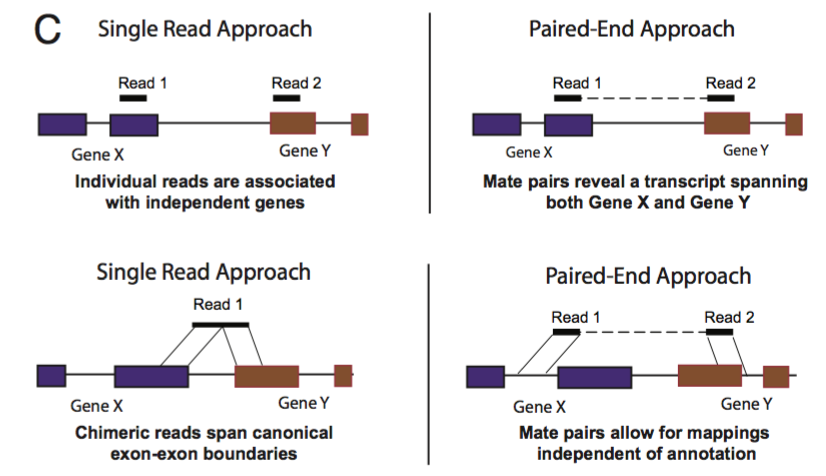 C
Single Read Approach
Read 1 Read 2
Gene X Gene Y
Individual reads are associated
with independent genes
Paired-End Approach
Read 1 Read 2
Gene X Gene Y
Mate pairs reveal a transcript spanning
both Gene X and Gene Y
Single Read Approach
Read 1
Gene X Gene Y
Chimeric reads span canonical
exon-exon boundaries
Paired-End Approach
Read 1 Read 2
Gene X Gene Y
Mate pairs allow for mappings
independent of annotation